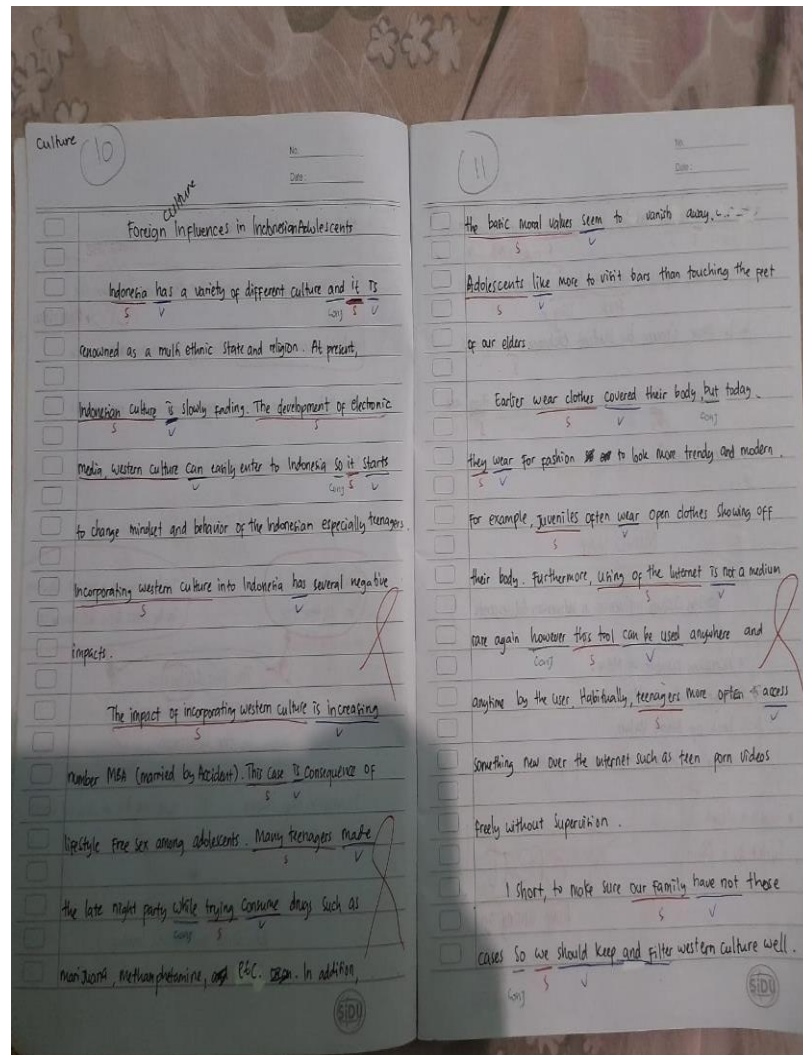 Culture
10
No.
Date :
culture
Foreign Influences in Indonesian Adolescents
Indonesia has a variety of different culture and it is
S V Conj S V
renowned as a multi ethnic state and religion. At present,
Indonesian culture is slowly fading. The development of electronic
S V S
media, western culture can easily enter to Indonesia so it starts
V Conj S V
to change mindset and behavior of the Indonesian especially teenagers.
Incorporating western culture into Indonesia has several negative
S V
impacts.
The impact of incorporating western culture is increasing
S V
number MBA (married by Accident). This case is Consequence of
S V
lifestyle Free sex among adolescents. Many teenagers made
S V
the late night party while trying consume drugs such as
Conj S V
marijuana, methamphetamine, Etc. In addition,
SiDU
11
No.
Date :
the basic moral values seem to vanish away.
S V
Adolescents like more to visit bars than touching the feet
S V
of our elders.
Earlier wear clothes covered their body, but today
S V Conj
they wear for fashion to look more trendy and modern.
S V
For example, juveniles often wear open clothes showing off
S V
their body. Furthermore, using of the internet is not a medium
S V
rare again however this tool can be used anywhere and
Conj S V
anytime by the user. Habitually, teenagers more often access
S V
something new over the internet such as teen porn videos
freely without Supervition.
I short, to make sure our family have not these
S V
cases so we should keep and filter western culture well.
Conj S V
SiDU